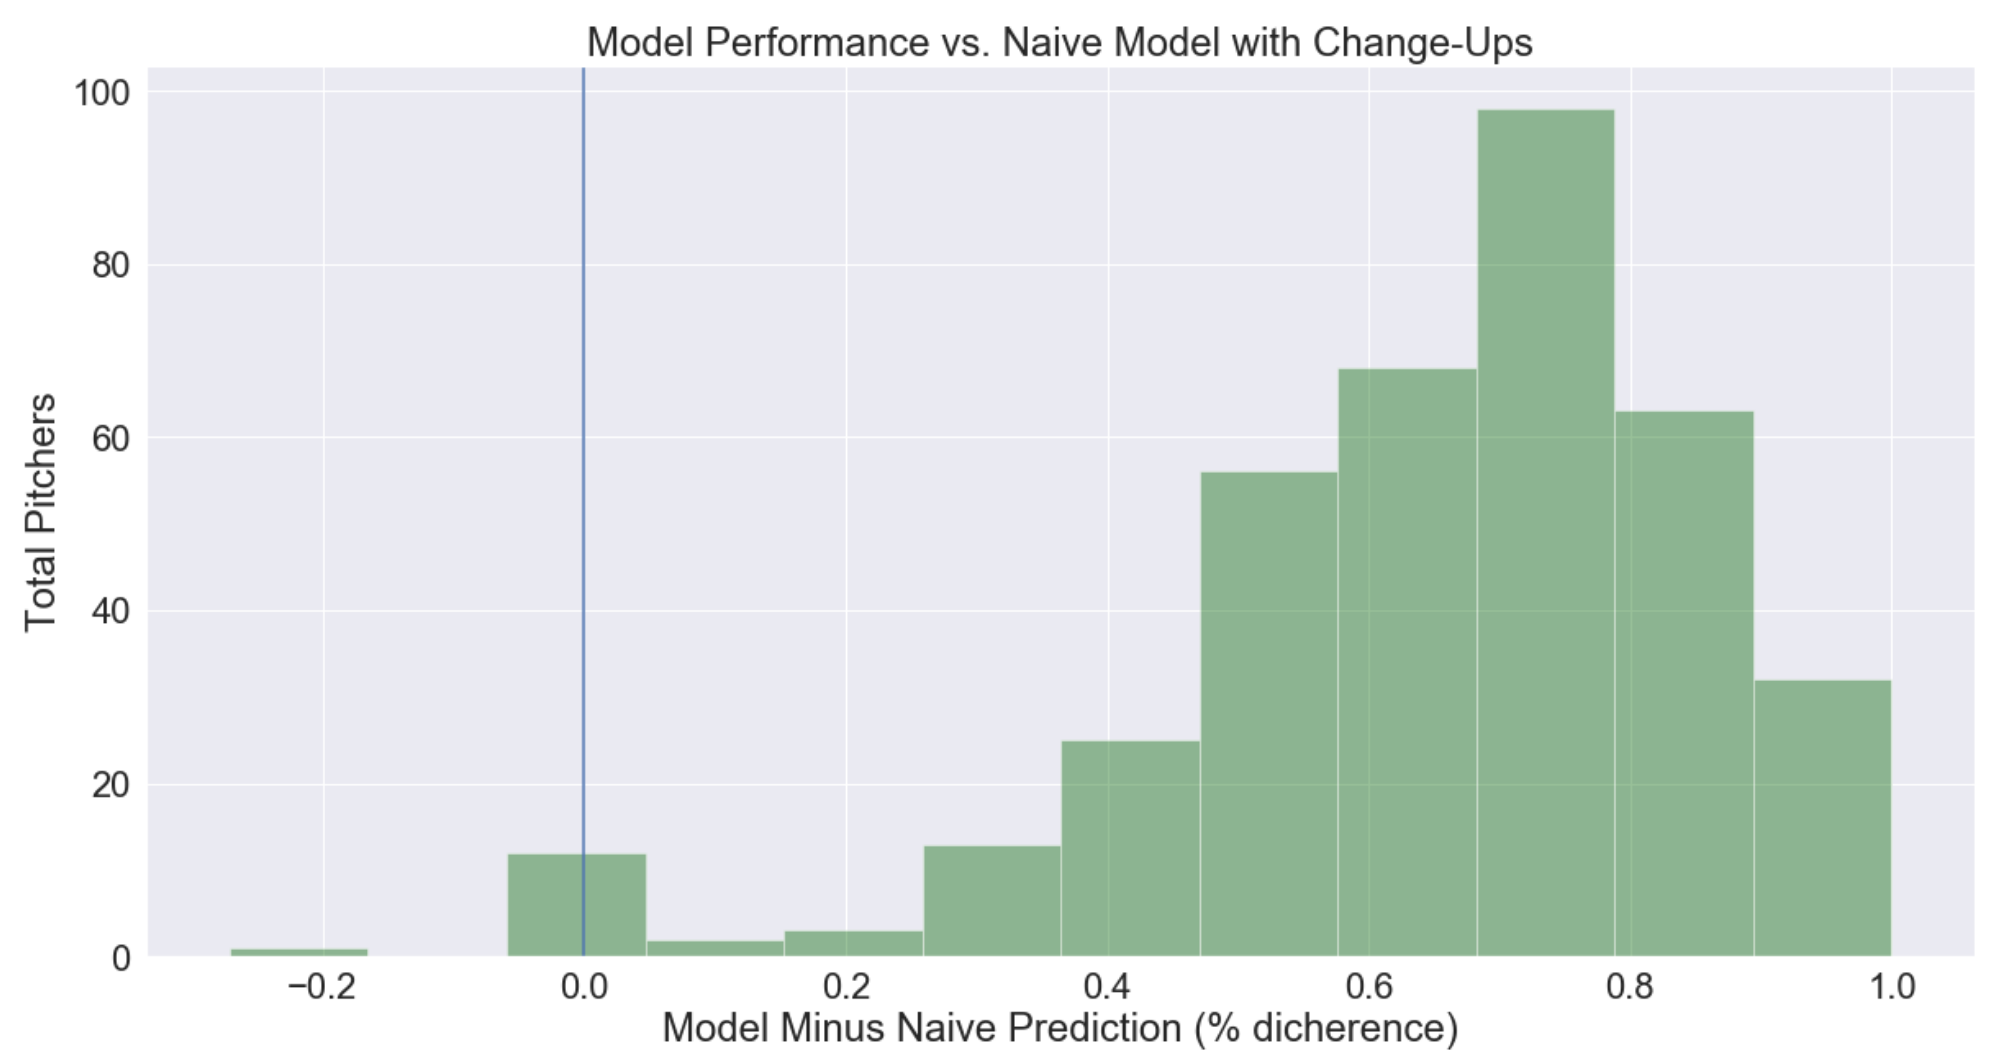 Model Performance vs. Naive Model with Change-Ups
100
80
60
40
20
0
Total Pitchers
−0.2 0.0 0.2 0.4 0.6 0.8 1.0
Model Minus Naive Prediction (% dicherence)